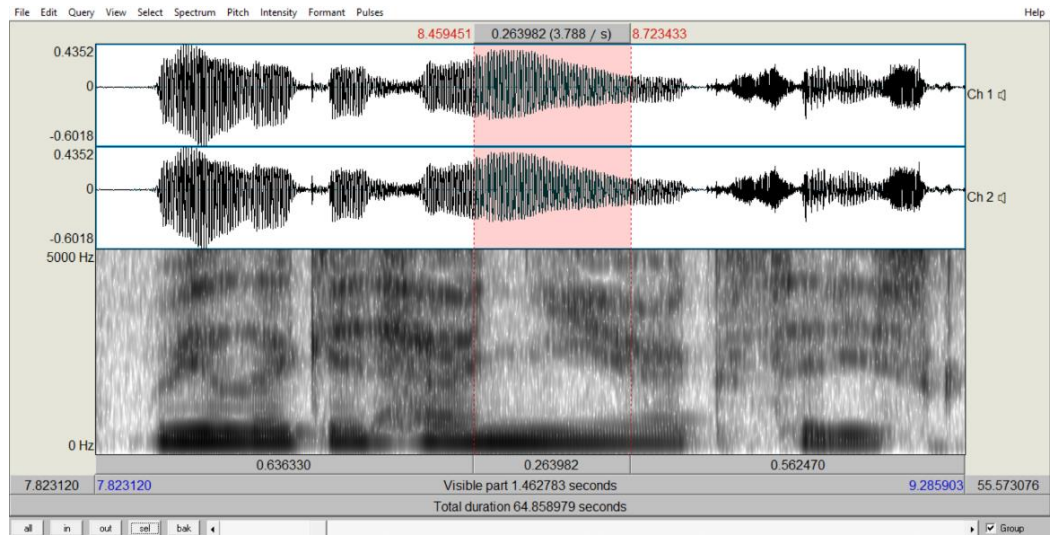 File Edit Query View Select Spectrum Pitch Intensity Formant Pulses Help
8.459451 0.263982 (3.788 / s) 8.723433
0.4352
0
-0.6018
Ch 1
0.4352
0
-0.6018
Ch 2
5000 Hz
0 Hz
0.636330 0.263982 0.562470
7.823120 7.823120 Visible part 1.462783 seconds 9.285903 55.573076
Total duration 64.858979 seconds
all in out sel bak Group